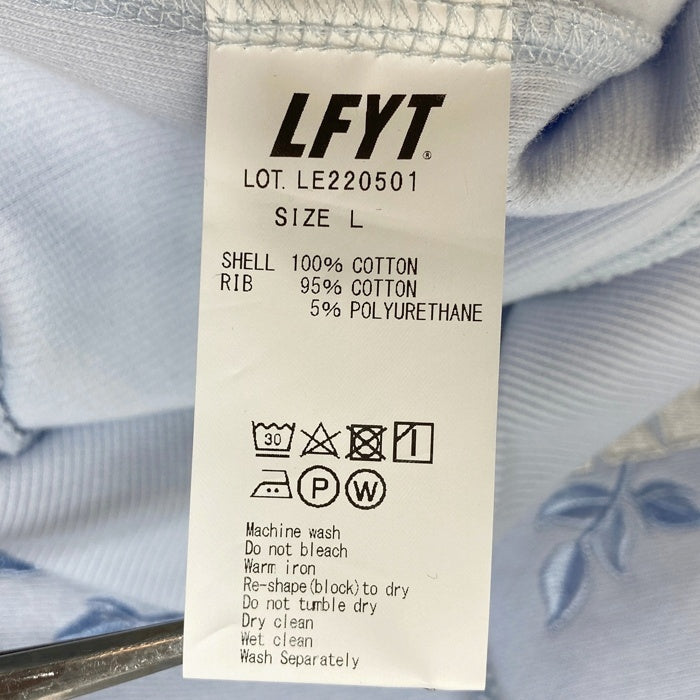 LFYT®
LOT. LE220501
SIZE L
SHELL 100% COTTON
RIB 95% COTTON
5% POLYURETHANE
30
P W
Machine wash
Do not bleach
Warm iron
Re-shape(block)to dry
Do not tumble dry
Dry clean
Wet clean
Wash Separately